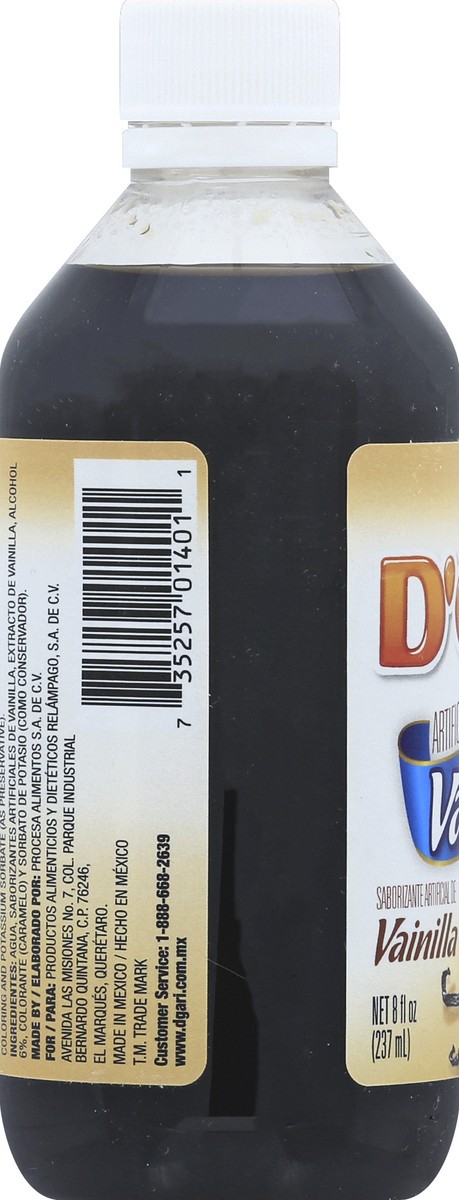 COLORING AND POTASSIUM SORBATE (AS PRESERVATIVE).
INGREDIENTES: AGUA, SABORIZANTES ARTIFICIALES DE VAINILLA, EXTRACTO DE VAINILLA, ALCOHOL
6%, COLORANTE (CARAMELO) Y SORBATO DE POTASIO (COMO CONSERVADOR).
MADE BY / ELABORADO POR: PROCESA ALIMENTOS S.A. DE C.V.
FOR / PARA: PRODUCTOS ALIMENTICIOS Y DIETÉTICOS RELÁMPAGO, S.A. DE C.V.
AVENIDA LAS MISIONES No. 7, COL. PARQUE INDUSTRIAL
BERNARDO QUINTANA, C.P. 76246,
EL MARQUÉS, QUERÉTARO.
MADE IN MEXICO / HECHO EN MÉXICO
T.M. TRADE MARK
Customer Service: 1-888-668-2639
www.dgari.com.mx
7 35257 01401 1
D'
ARTIFIC
Va
SABORIZANTE ARTIFICIAL DE
Vainilla
NET 8 fl oz
(237 mL)